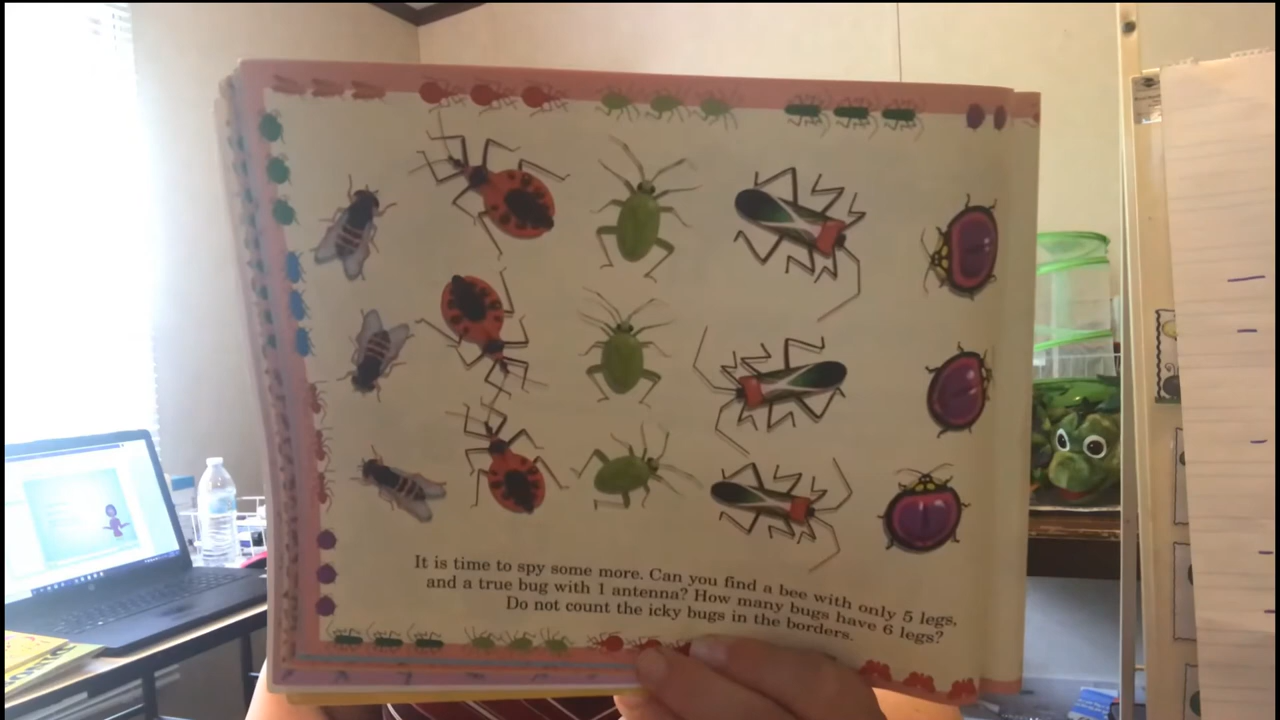 It is time to spy some more. Can you find a bee with only 5 legs,
and a true bug with 1 antenna? How many bugs have 6 legs?
Do not count the icky bugs in the borders.